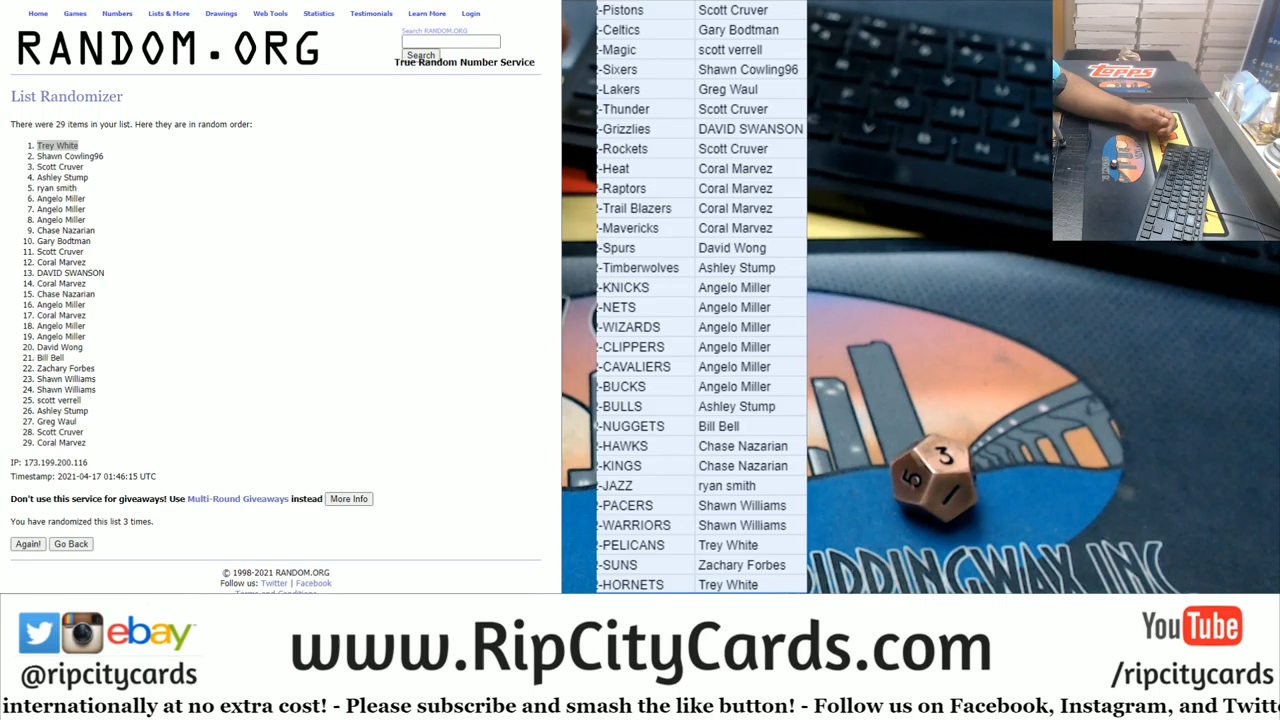 Home Games Numbers Lists & More Drawings Web Tools Statistics Testimonials Learn More Login
RANDOM.ORG
Search RANDOM.ORG
Search
True Random Number Service
List Randomizer
There were 29 items in your list. Here they are in random order:
1. Trey White
2. Shawn Cowling96
3. Scott Cruver
4. Ashley Stump
5. ryan smith
6. Angelo Miller
7. Angelo Miller
8. Angelo Miller
9. Chase Nazarian
10. Gary Bodtman
11. Scott Cruver
12. Coral Marvez
13. DAVID SWANSON
14. Coral Marvez
15. Chase Nazarian
16. Angelo Miller
17. Coral Marvez
18. Angelo Miller
19. Angelo Miller
20. David Wong
21. Bill Bell
22. Zachary Forbes
23. Shawn Williams
24. Shawn Williams
25. scott verrell
26. Ashley Stump
27. Greg Waul
28. Scott Cruver
29. Coral Marvez
IP: 173.199.200.116
Timestamp: 2021-04-17 01:46:15 UTC
Don't use this service for giveaways! Use Multi-Round Giveaways instead More Info
You have randomized this list 3 times.
Again! Go Back
© 1998-2021 RANDOM.ORG
Follow us: Twitter | Facebook
Terms and Conditions
-Pistons Scott Cruver
-Celtics Gary Bodtman
-Magic scott verrell
-Sixers Shawn Cowling96
-Lakers Greg Waul
-Thunder Scott Cruver
-Grizzlies DAVID SWANSON
-Rockets Scott Cruver
-Heat Coral Marvez
-Raptors Coral Marvez
-Trail Blazers Coral Marvez
-Mavericks Coral Marvez
-Spurs David Wong
-Timberwolves Ashley Stump
-KNICKS Angelo Miller
-NETS Angelo Miller
-WIZARDS Angelo Miller
-CLIPPERS Angelo Miller
-CAVALIERS Angelo Miller
-BUCKS Angelo Miller
-BULLS Ashley Stump
-NUGGETS Bill Bell
-HAWKS Chase Nazarian
-KINGS Chase Nazarian
-JAZZ ryan smith
-PACERS Shawn Williams
-WARRIORS Shawn Williams
-PELICANS Trey White
-SUNS Zachary Forbes
-HORNETS Trey White
Topps
3
5
1
RIPPINGWAX INC
ebay
@ripcitycards
www.RipCityCards.com
YouTube
/ripcitycards
internationally at no extra cost! - Please subscribe and smash the like button! - Follow us on Facebook, Instagram, and Twitte